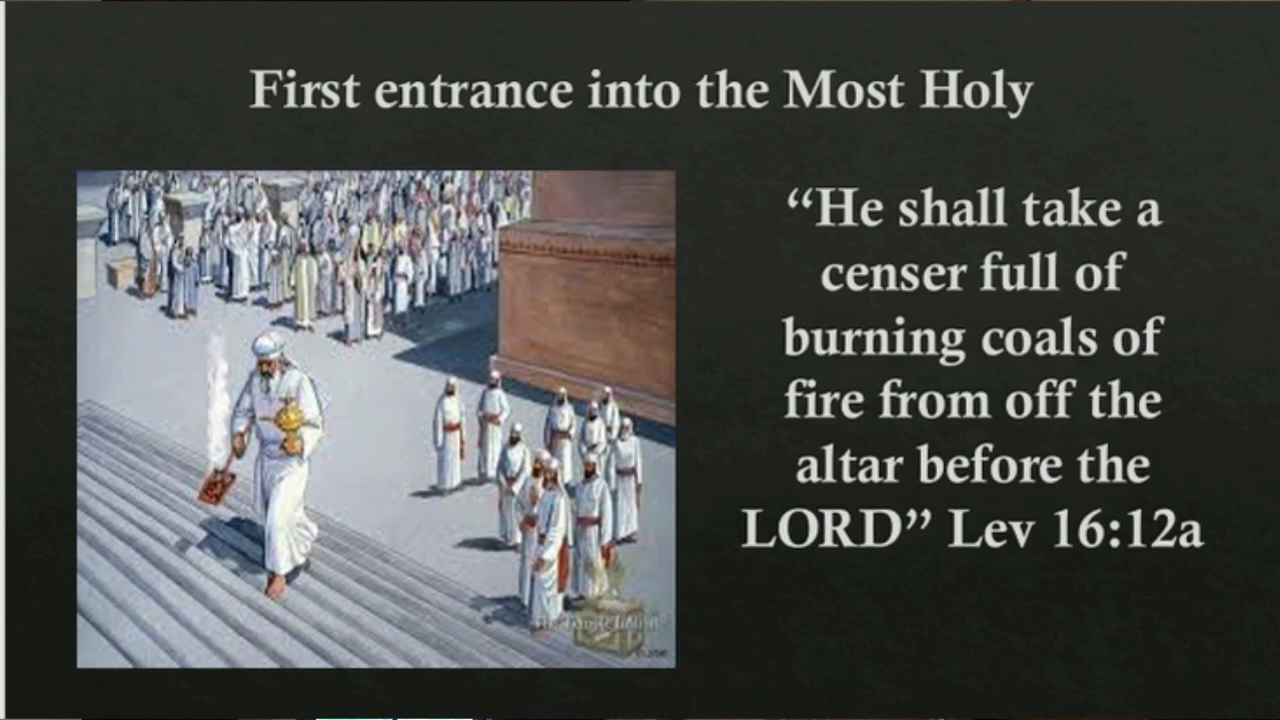 First entrance into the Most Holy
“He shall take a
censer full of
burning coals of
fire from off the
altar before the
LORD” Lev 16:12a